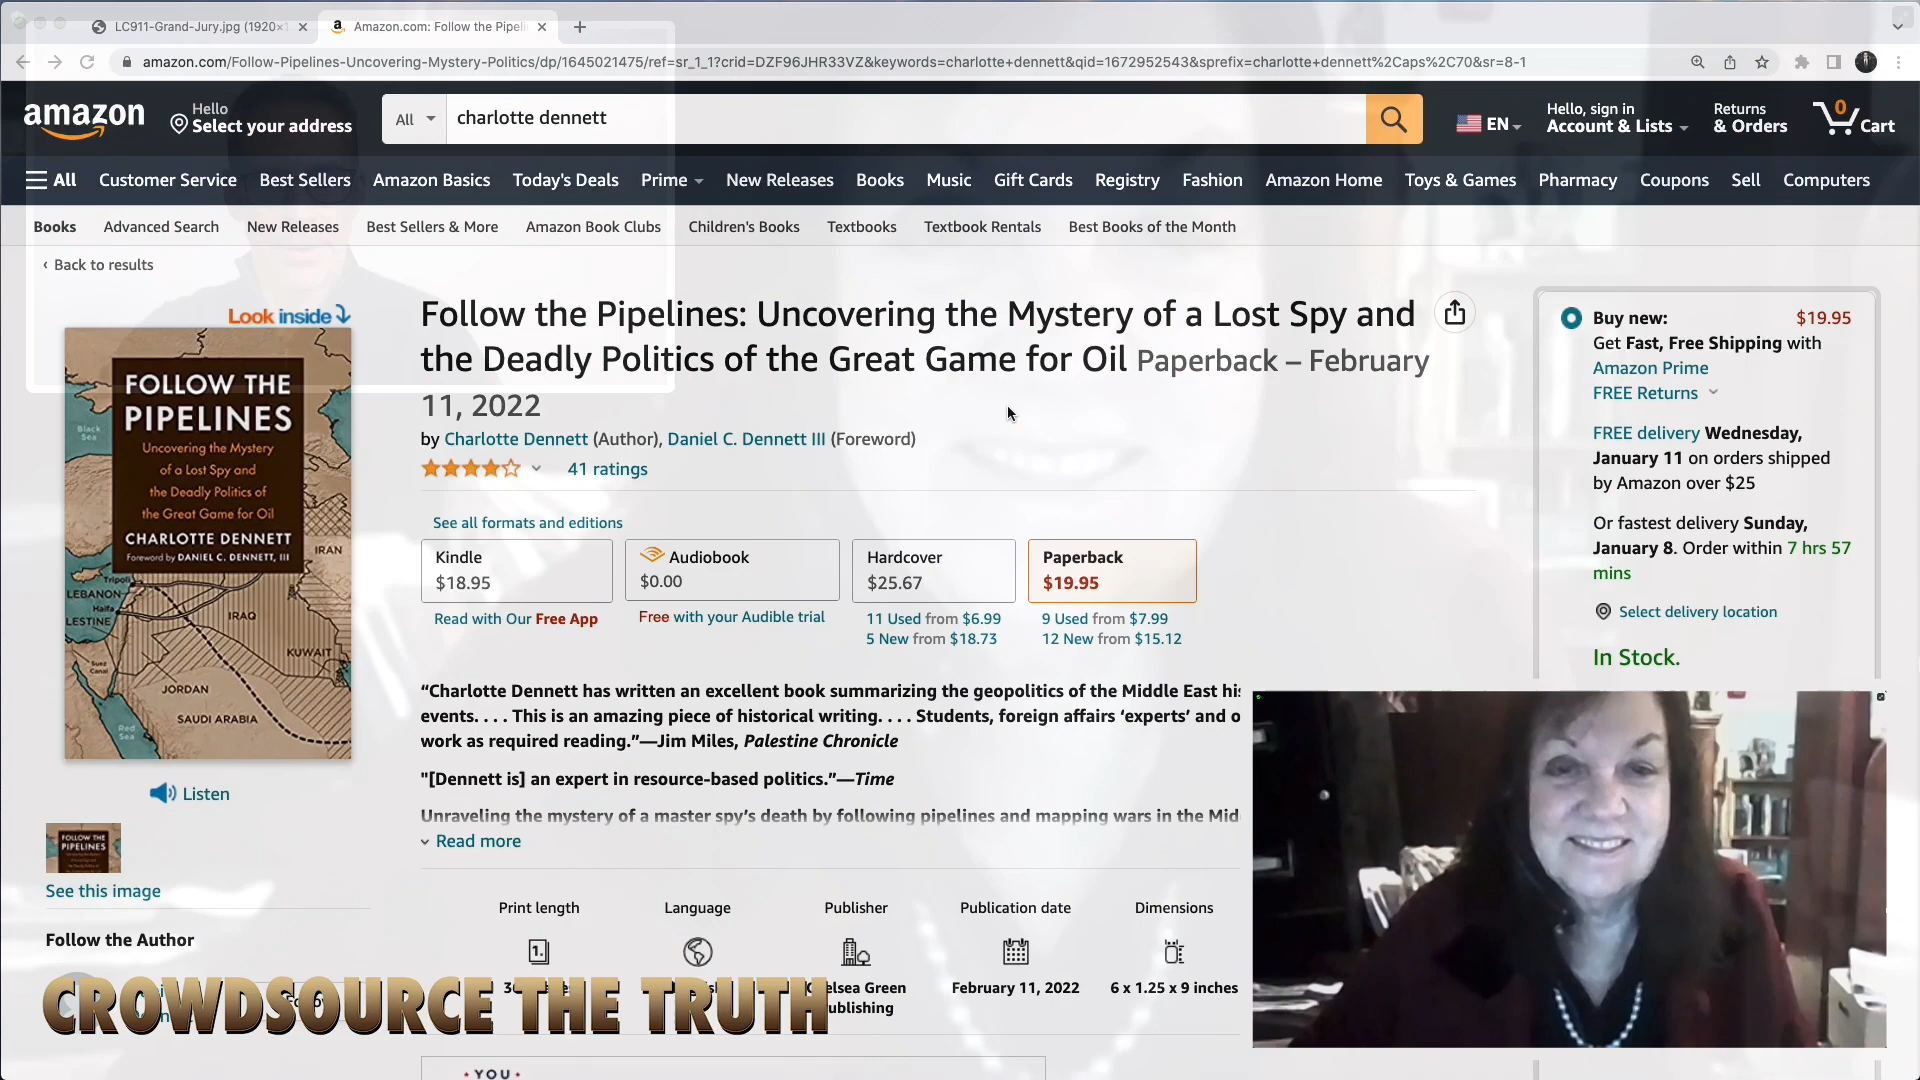 LC911-Grand-Jury.jpg (1920×1
Amazon.com: Follow the Pipeli
amazon.com/Follow-Pipelines-Uncovering-Mystery-Politics/dp/1645021475/ref=sr_1_1?crid=DZF96JHR33VZ&keywords=charlotte+dennett&qid=1672952543&sprefix=charlotte+dennett%2Caps%2C70&sr=8-1
amazon
Hello
Select your address
All
charlotte dennett
EN
Hello, sign in
Account & Lists
Returns
& Orders
0
Cart
All Customer Service Best Sellers Amazon Basics Today's Deals Prime New Releases Books Music Gift Cards Registry Fashion Amazon Home Toys & Games Pharmacy Coupons Sell Computers
Books Advanced Search New Releases Best Sellers & More Amazon Book Clubs Children's Books Textbooks Textbook Rentals Best Books of the Month
‹ Back to results
Look inside
FOLLOW THE
PIPELINES
Uncovering the Mystery
of a Lost Spy and
the Deadly Politics of
the Great Game for Oil
CHARLOTTE DENNETT
Foreword by DANIEL C. DENNETT, III
Black
Sea
IRAN
Tripoli
LEBANON
Haifa
LESTINE
IRAQ
Suez
Canal
KUWAIT
JORDAN
SAUDI ARABIA
Red
Sea
Listen
FOLLOW THE
PIPELINES
See this image
Follow the Author
Follow the Pipelines: Uncovering the Mystery of a Lost Spy and
the Deadly Politics of the Great Game for Oil Paperback – February
11, 2022
by Charlotte Dennett (Author), Daniel C. Dennett III (Foreword)
41 ratings
See all formats and editions
Kindle
$18.95
Read with Our Free App
Audiobook
$0.00
Free with your Audible trial
Hardcover
$25.67
11 Used from $6.99
5 New from $18.73
Paperback
$19.95
9 Used from $7.99
12 New from $15.12
“Charlotte Dennett has written an excellent book summarizing the geopolitics of the Middle East his
events. . . . This is an amazing piece of historical writing. . . . Students, foreign affairs ‘experts’ and o
work as required reading.”—Jim Miles, Palestine Chronicle
"[Dennett is] an expert in resource-based politics.”—Time
Unraveling the mystery of a master spy’s death by following pipelines and mapping wars in the Mid
Read more
Print length
Language
Publisher
elsea Green
ublishing
Publication date
February 11, 2022
Dimensions
6 x 1.25 x 9 inches
YOU
Buy new:
$19.95
Get Fast, Free Shipping with
Amazon Prime
FREE Returns
FREE delivery Wednesday,
January 11 on orders shipped
by Amazon over $25
Or fastest delivery Sunday,
January 8. Order within 7 hrs 57
mins
Select delivery location
In Stock.
CROWDSOURCE THE TRUTH